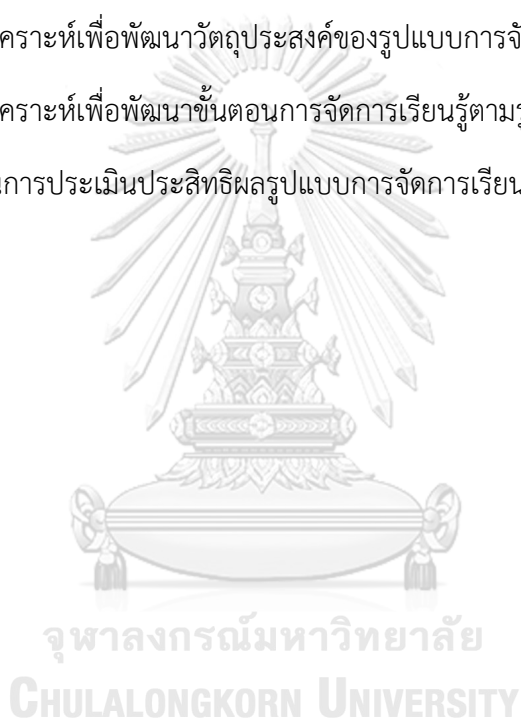 คราะห์เพื่อพัฒนาวัตถุประสงค์ของรูปแบบการจั
คราะห์เพื่อพัฒนาขั้นตอนการจัดการเรียนรู้ตามรู
การประเมินประสิทธิผลรูปแบบการจัดการเรียน
จุฬาลงกรณ์มหาวิทยาลัย
CHULALONGKORN UNIVERSITY